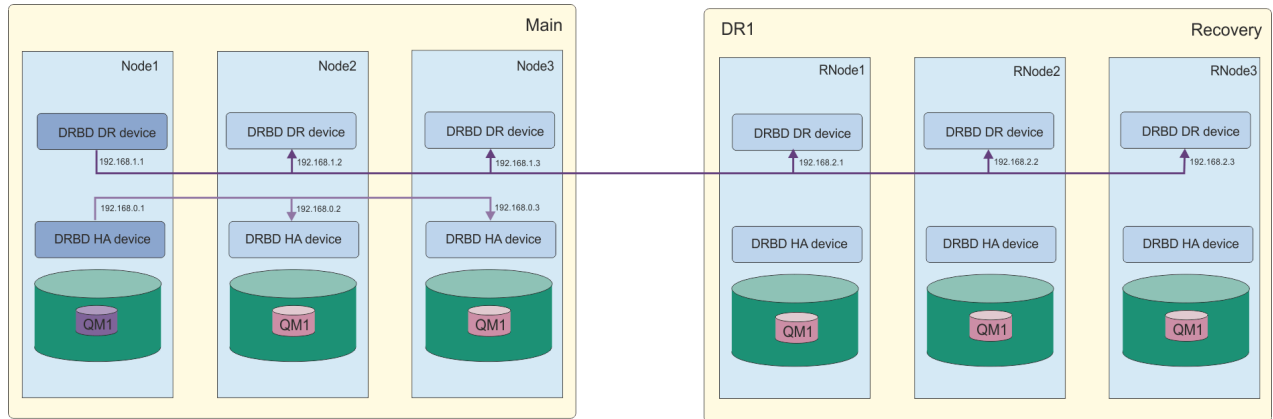 Main
Node1
Node2
Node3
DRBD DR device
DRBD DR device
DRBD DR device
192.168.1.1
192.168.1.2
192.168.1.3
192.168.0.1
192.168.0.2
192.168.0.3
DRBD HA device
DRBD HA device
DRBD HA device
QM1
QM1
QM1
DR1
Recovery
RNode1
RNode2
RNode3
DRBD DR device
DRBD DR device
DRBD DR device
192.168.2.1
192.168.2.2
192.168.2.3
DRBD HA device
DRBD HA device
DRBD HA device
QM1
QM1
QM1